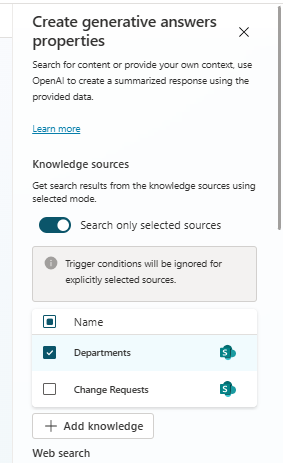 Create generative answers
properties
Search for content or provide your own context, use
OpenAI to create a summarized response using the
provided data.
Learn more
Knowledge sources
Get search results from the knowledge sources using
selected mode.
Search only selected sources
Trigger conditions will be ignored for
explicitly selected sources.
Name
Departments
S
Change Requests
S
Add knowledge
Web search